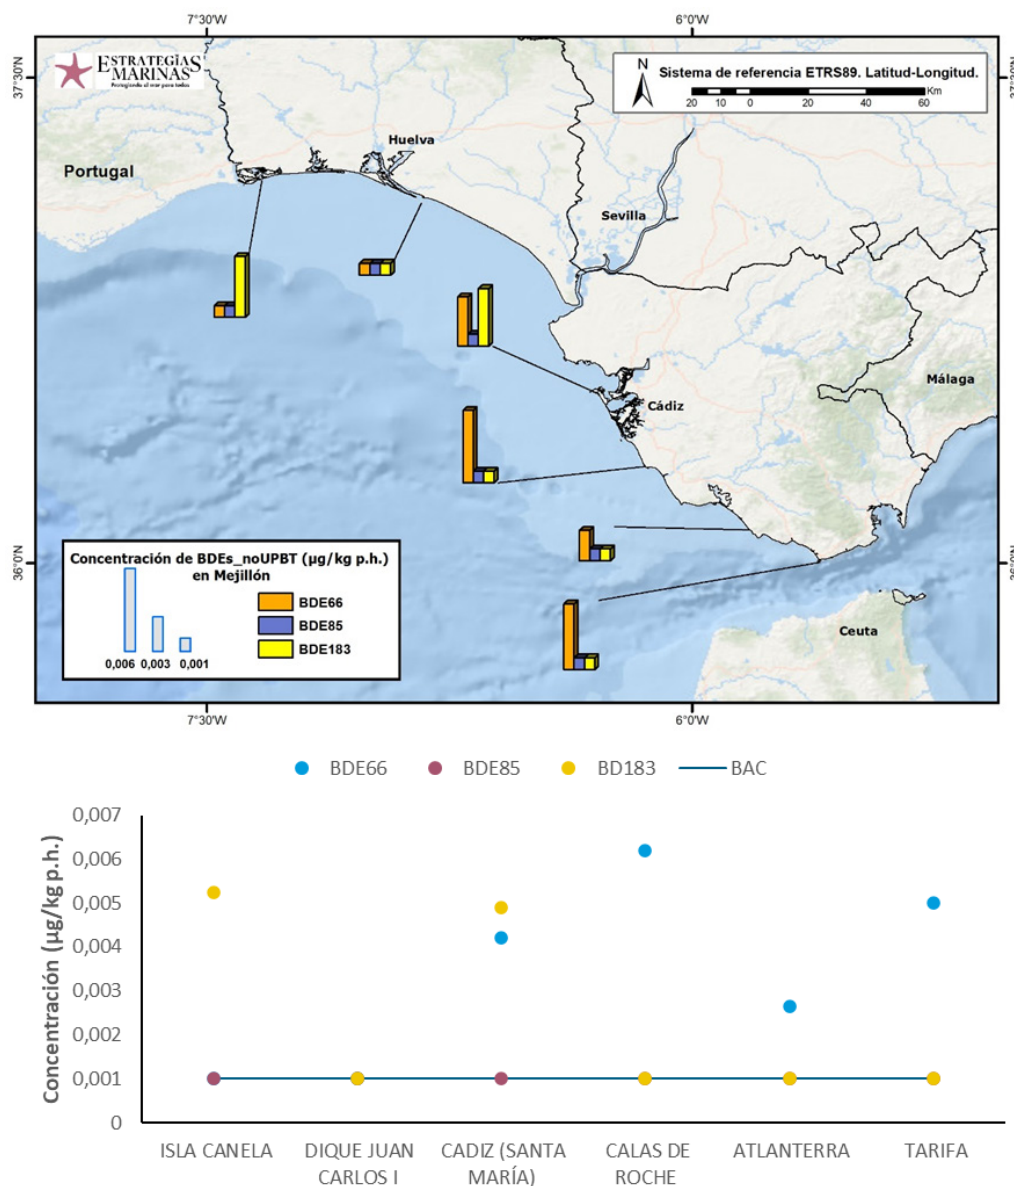 7°30'W 6°0'W
37°30'N 37°30'N
ESTRATEGIAS
MARINAS
Protegiendo el mar para todos
N
Sistema de referencia ETRS89. Latitud-Longitud.
20 10 0 20 40 60 Km
Huelva
Portugal
Sevilla
Málaga
Cádiz
36°0'N 36°0'N
Concentración de BDEs_noUPBT (µg/kg p.h.)
en Mejillón
BDE66
BDE85
BDE183
0,006 0,003 0,001
Ceuta
7°30'W 6°0'W
BDE66 BDE85 BD183 BAC
Concentración (µg/kg p.h.)
0,007
0,006
0,005
0,004
0,003
0,002
0,001
0
ISLA CANELA DIQUE JUAN CADIZ (SANTA CALAS DE ATLANTERRA TARIFA
CARLOS I MARÍA) ROCHE